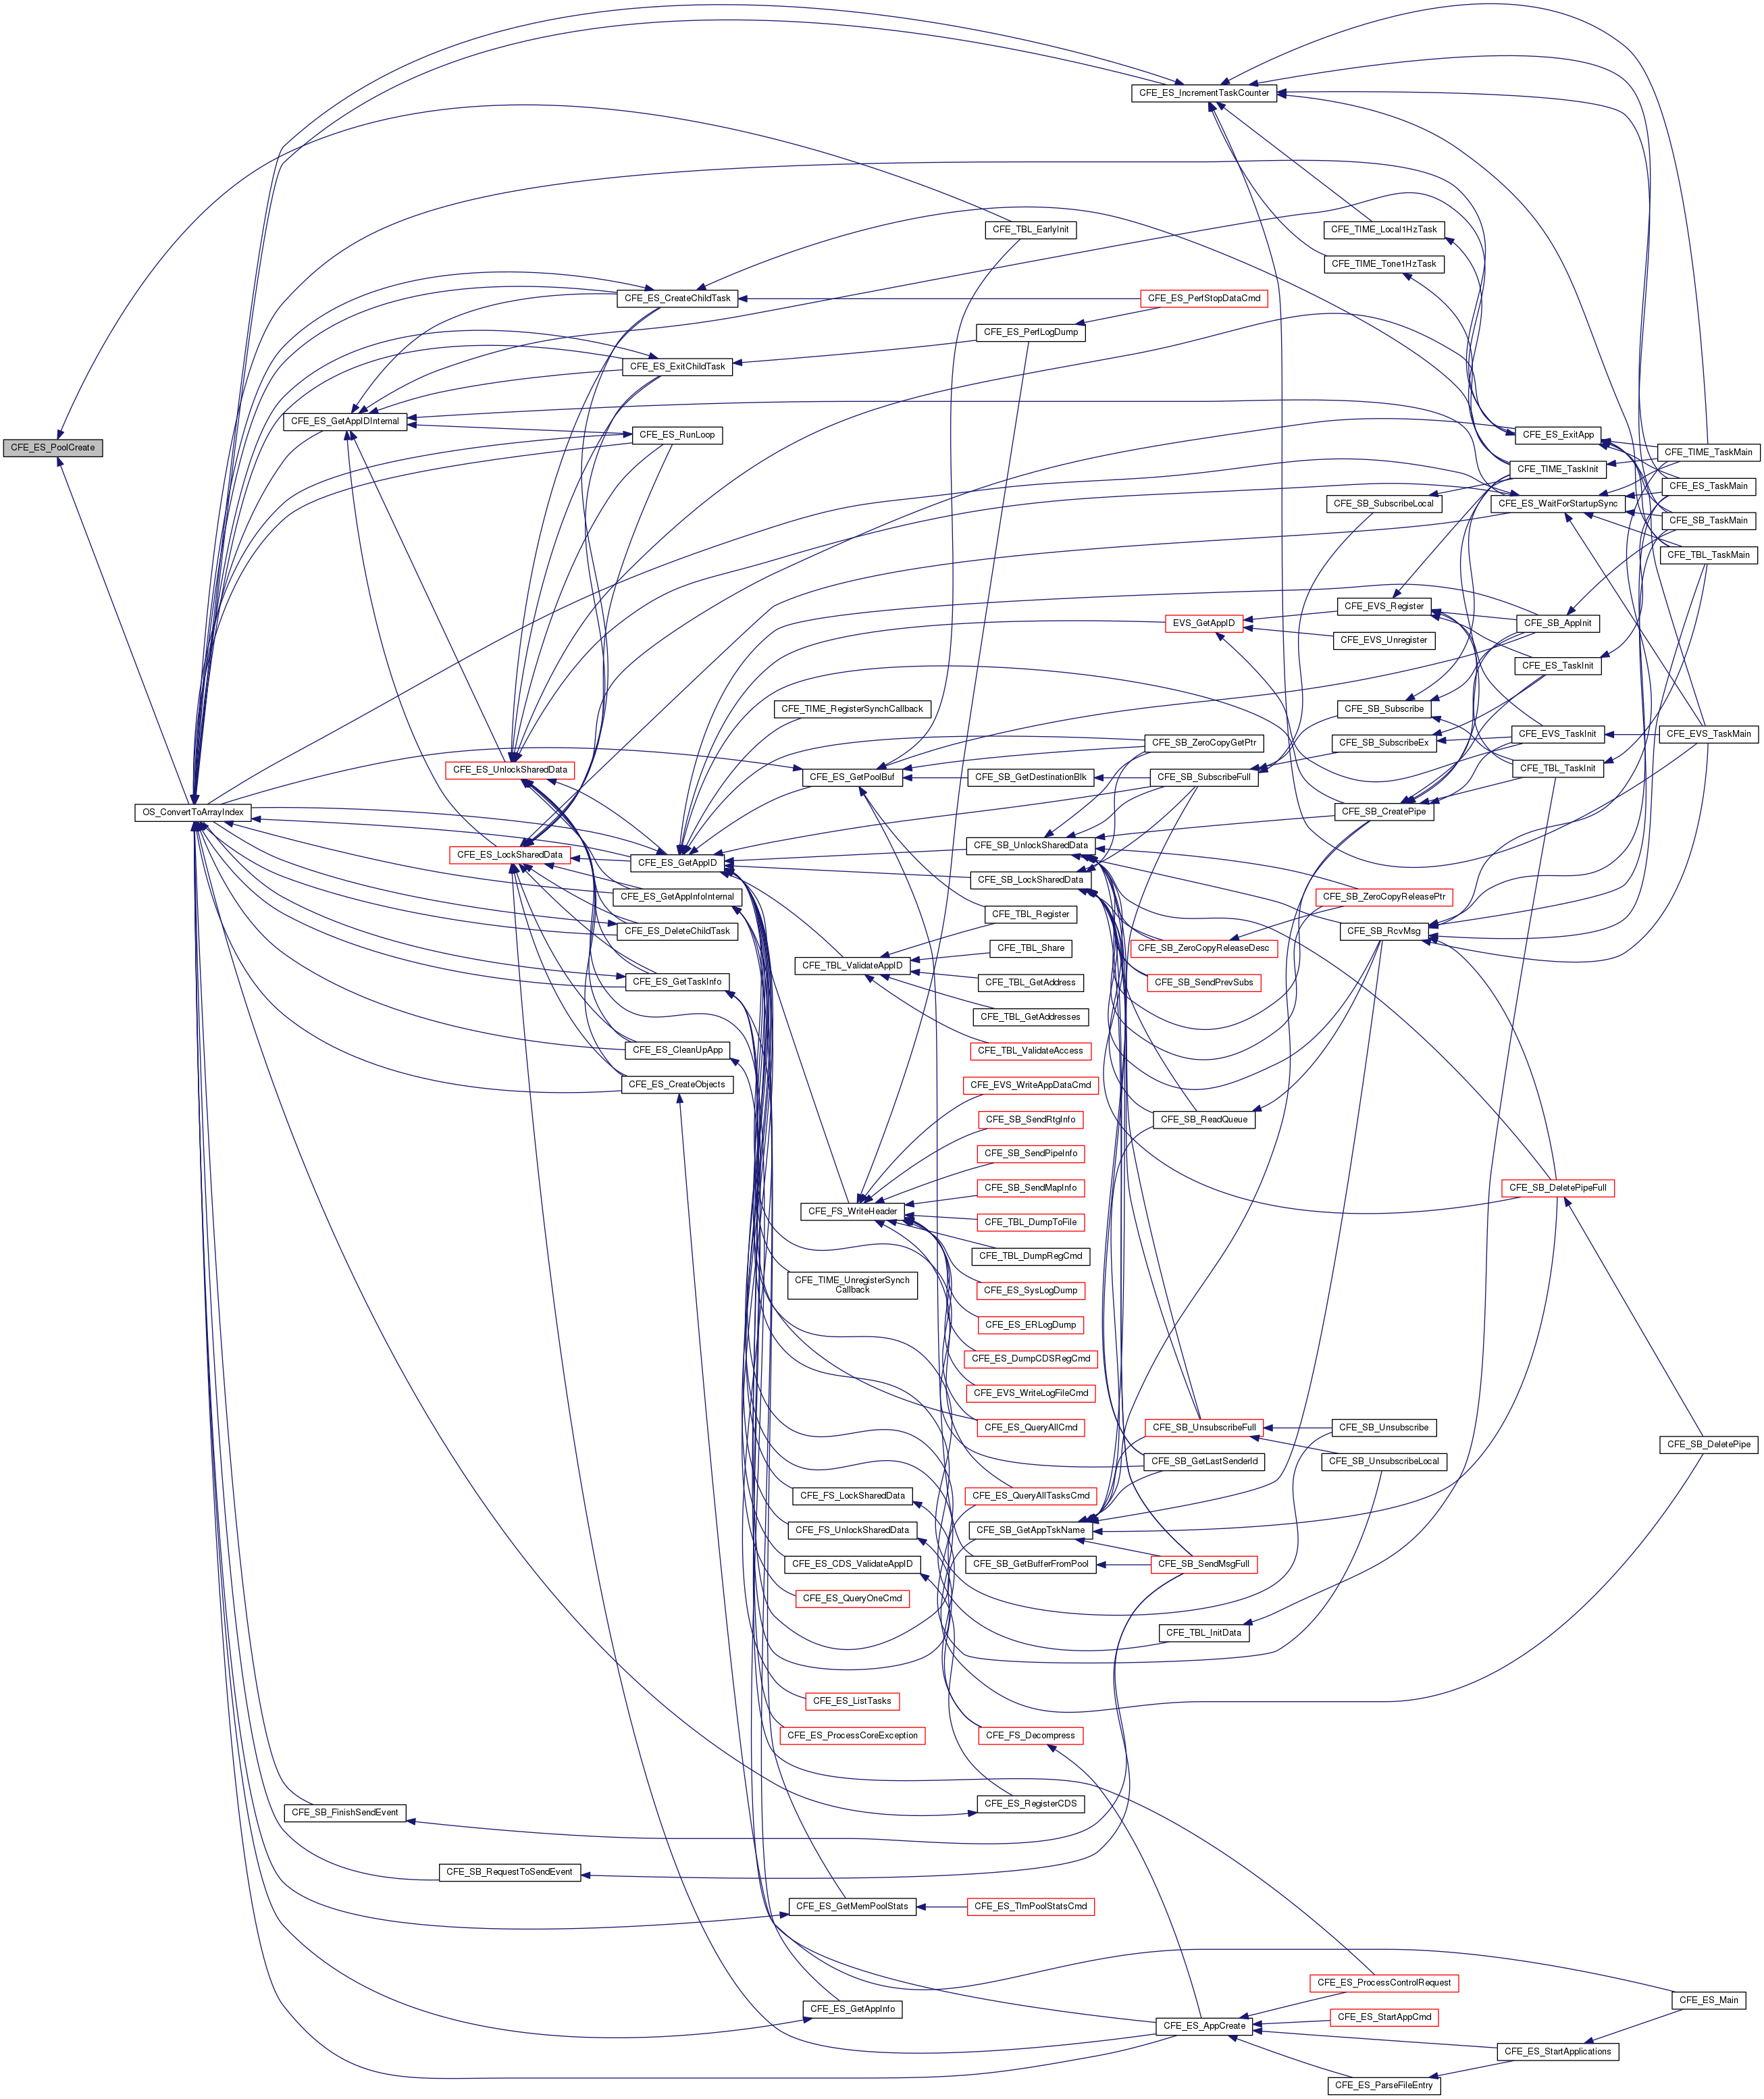 CFE_ES_IncrementTaskCounter
CFE_TBL_EarlyInit
CFE_TIME_Local1HzTask
CFE_TIME_Tone1HzTask
CFE_ES_CreateChildTask
CFE_ES_PerfStopDataCmd
CFE_ES_PerfLogDump
CFE_ES_ExitChildTask
CFE_ES_GetAppIDInternal
CFE_ES_RunLoop
CFE_ES_ExitApp
CFE_ES_PoolCreate
CFE_TIME_TaskMain
CFE_TIME_TaskInit
CFE_ES_TaskMain
CFE_SB_SubscribeLocal
CFE_ES_WaitForStartupSync
CFE_SB_TaskMain
CFE_TBL_TaskMain
CFE_EVS_Register
EVS_GetAppID
CFE_SB_AppInit
CFE_EVS_Unregister
CFE_ES_TaskInit
CFE_TIME_RegisterSynchCallback
CFE_SB_Subscribe
CFE_EVS_TaskInit
CFE_EVS_TaskMain
CFE_SB_ZeroCopyGetPtr
CFE_SB_SubscribeEx
CFE_ES_UnlockSharedData
CFE_ES_GetPoolBuf
CFE_SB_GetDestinationBlk
CFE_SB_SubscribeFull
CFE_TBL_TaskInit
OS_ConvertToArrayIndex
CFE_SB_CreatePipe
CFE_SB_UnlockSharedData
CFE_ES_LockSharedData
CFE_ES_GetAppID
CFE_SB_LockSharedData
CFE_ES_GetAppInfoInternal
CFE_SB_ZeroCopyReleasePtr
CFE_TBL_Register
CFE_ES_DeleteChildTask
CFE_SB_RcvMsg
CFE_TBL_Share
CFE_SB_ZeroCopyReleaseDesc
CFE_TBL_ValidateAppID
CFE_ES_GetTaskInfo
CFE_TBL_GetAddress
CFE_SB_SendPrevSubs
CFE_TBL_GetAddresses
CFE_ES_CleanUpApp
CFE_TBL_ValidateAccess
CFE_ES_CreateObjects
CFE_EVS_WriteAppDataCmd
CFE_SB_SendRtgInfo
CFE_SB_ReadQueue
CFE_SB_SendPipeInfo
CFE_SB_SendMapInfo
CFE_SB_DeletePipeFull
CFE_FS_WriteHeader
CFE_TBL_DumpToFile
CFE_TBL_DumpRegCmd
CFE_TIME_UnregisterSynch
Callback
CFE_ES_SysLogDump
CFE_ES_ERLogDump
CFE_ES_DumpCDSRegCmd
CFE_EVS_WriteLogFileCmd
CFE_ES_QueryAllCmd
CFE_SB_UnsubscribeFull
CFE_SB_Unsubscribe
CFE_SB_DeletePipe
CFE_SB_GetLastSenderId
CFE_SB_UnsubscribeLocal
CFE_FS_LockSharedData
CFE_ES_QueryAllTasksCmd
CFE_FS_UnlockSharedData
CFE_SB_GetAppTskName
CFE_ES_CDS_ValidateAppID
CFE_SB_GetBufferFromPool
CFE_SB_SendMsgFull
CFE_ES_QueryOneCmd
CFE_TBL_InitData
CFE_ES_ListTasks
CFE_ES_ProcessCoreException
CFE_FS_Decompress
CFE_ES_RegisterCDS
CFE_SB_FinishSendEvent
CFE_SB_RequestToSendEvent
CFE_ES_GetMemPoolStats
CFE_ES_TlmPoolStatsCmd
CFE_ES_ProcessControlRequest
CFE_ES_Main
CFE_ES_GetAppInfo
CFE_ES_StartAppCmd
CFE_ES_AppCreate
CFE_ES_StartApplications
CFE_ES_ParseFileEntry